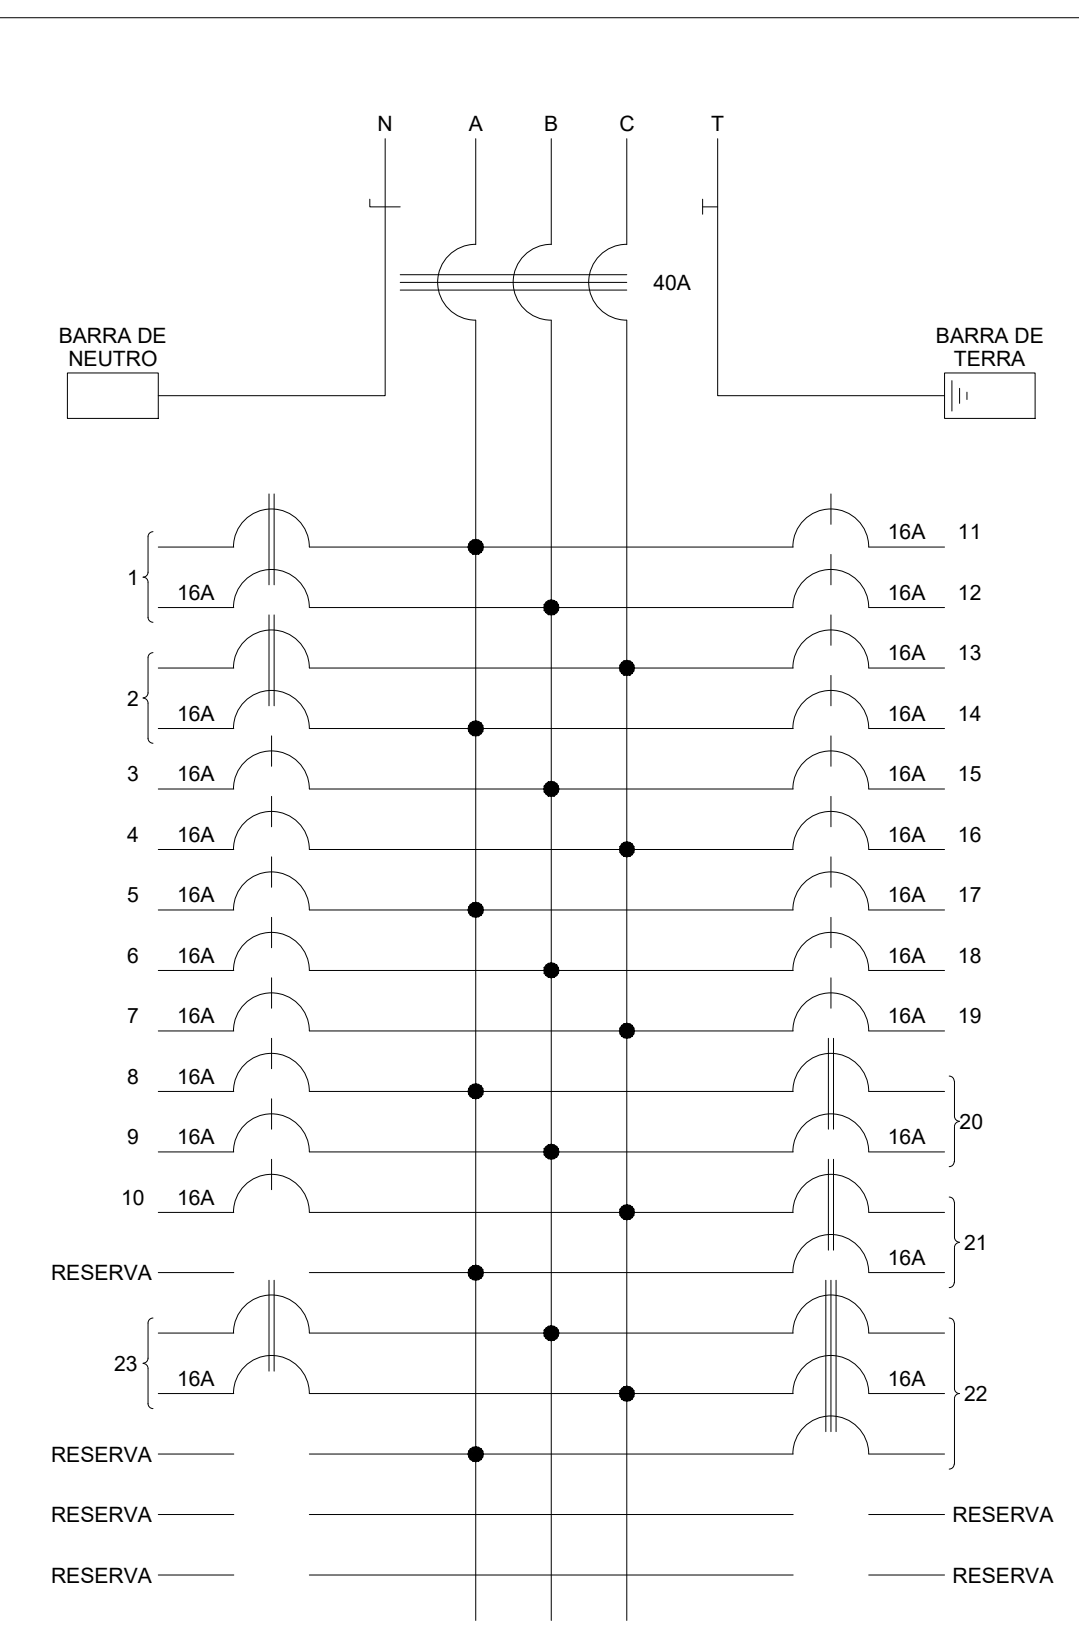 N A B C T
40A
BARRA DE
NEUTRO
BARRA DE
TERRA
16A 11
1
16A 16A 12
16A 13
2
16A 16A 14
3 16A 16A 15
4 16A 16A 16
5 16A 16A 17
6 16A 16A 18
7 16A 16A 19
8 16A
20
9 16A 16A
10 16A
21
RESERVA 16A
23
16A 16A 22
RESERVA
RESERVA RESERVA
RESERVA RESERVA